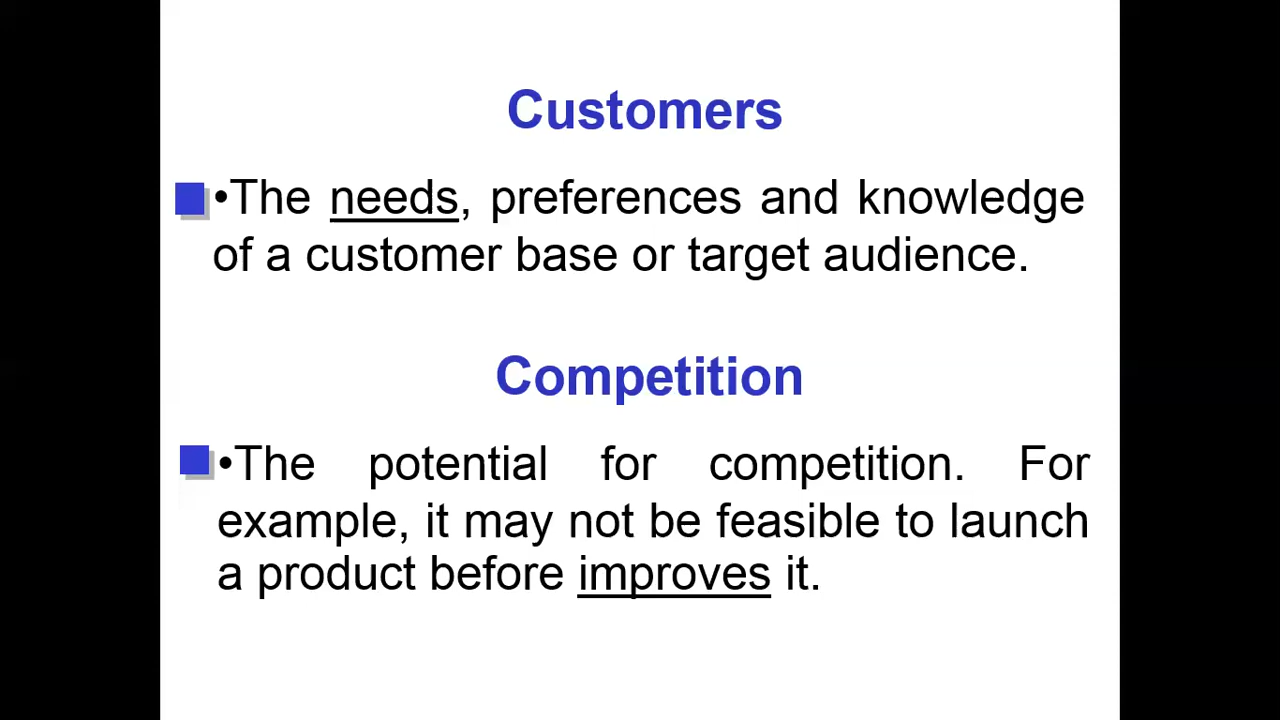 Customers
•The needs, preferences and knowledge
of a customer base or target audience.
Competition
•The potential for competition. For
example, it may not be feasible to launch
a product before improves it.